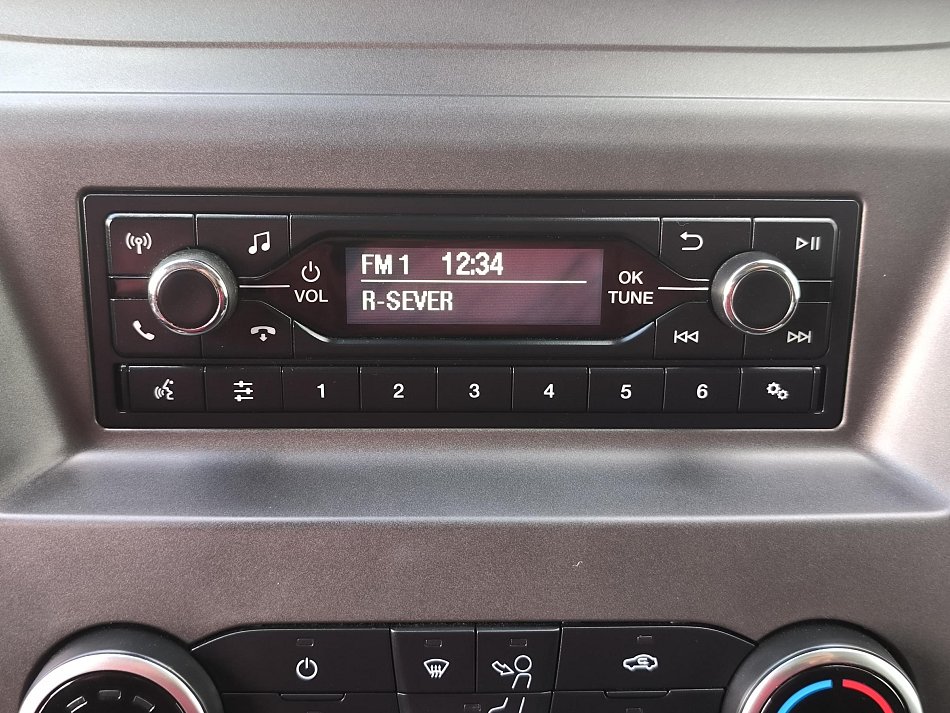 FM 1 12:34
R-SEVER
VOL
OK
TUNE
1 2 3 4 5 6